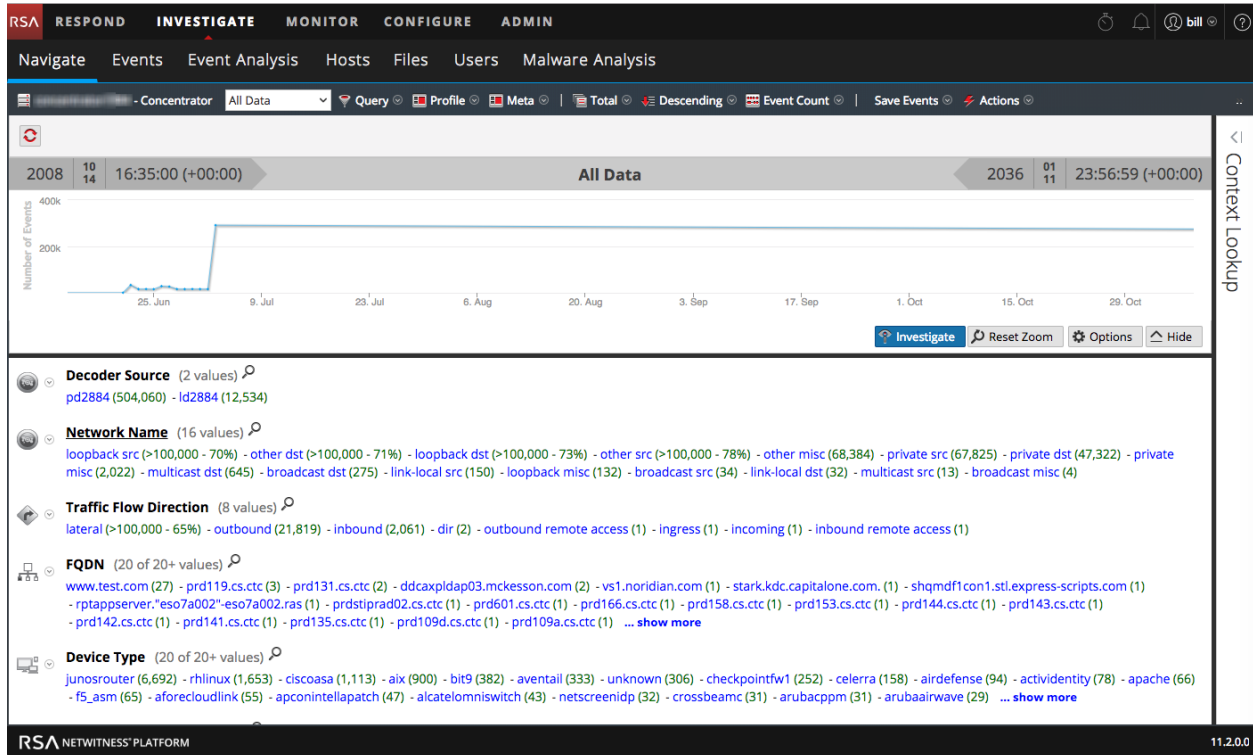 RSA RESPOND INVESTIGATE MONITOR CONFIGURE ADMIN bill
Navigate Events Event Analysis Hosts Files Users Malware Analysis
- Concentrator All Data Query Profile Meta | Total Descending Event Count | Save Events Actions ..
2008 10 14 16:35:00 (+00:00) All Data 2036 01 11 23:56:59 (+00:00)
Context Lookup
Number of Events
400k
200k
25. Jun 9. Jul 23. Jul 6. Aug 20. Aug 3. Sep 17. Sep 1. Oct 15. Oct 29. Oct
Investigate Reset Zoom Options Hide
Decoder Source (2 values)
pd2884 (504,060) - ld2884 (12,534)
Network Name (16 values)
loopback src (>100,000 - 70%) - other dst (>100,000 - 71%) - loopback dst (>100,000 - 73%) - other src (>100,000 - 78%) - other misc (68,384) - private src (67,825) - private dst (47,322) - private
misc (2,022) - multicast dst (645) - broadcast dst (275) - link-local src (150) - loopback misc (132) - broadcast src (34) - link-local dst (32) - multicast src (13) - broadcast misc (4)
Traffic Flow Direction (8 values)
lateral (>100,000 - 65%) - outbound (21,819) - inbound (2,061) - dir (2) - outbound remote access (1) - ingress (1) - incoming (1) - inbound remote access (1)
FQDN (20 of 20+ values)
www.test.com (27) - prd119.cs.ctc (3) - prd131.cs.ctc (2) - ddcaxpldap03.mckesson.com (2) - vs1.noridian.com (1) - stark.kdc.capitalone.com. (1) - shqmdf1con1.stl.express-scripts.com (1)
- rptappserver."eso7a002"-eso7a002.ras (1) - prdstiprad02.cs.ctc (1) - prd601.cs.ctc (1) - prd166.cs.ctc (1) - prd158.cs.ctc (1) - prd153.cs.ctc (1) - prd144.cs.ctc (1) - prd143.cs.ctc (1)
- prd142.cs.ctc (1) - prd141.cs.ctc (1) - prd135.cs.ctc (1) - prd109d.cs.ctc (1) - prd109a.cs.ctc (1) ... show more
Device Type (20 of 20+ values)
junosrouter (6,692) - rhlinux (1,653) - ciscoasa (1,113) - aix (900) - bit9 (382) - aventail (333) - unknown (306) - checkpointfw1 (252) - celerra (158) - airdefense (94) - actividentity (78) - apache (66)
- f5_asm (65) - aforecloudlink (55) - apconintellapatch (47) - alcatelomniswitch (43) - netscreenidp (32) - crossbeamc (31) - arubacppm (31) - arubaairwave (29) ... show more
RSA NETWITNESS® PLATFORM 11.2.0.0